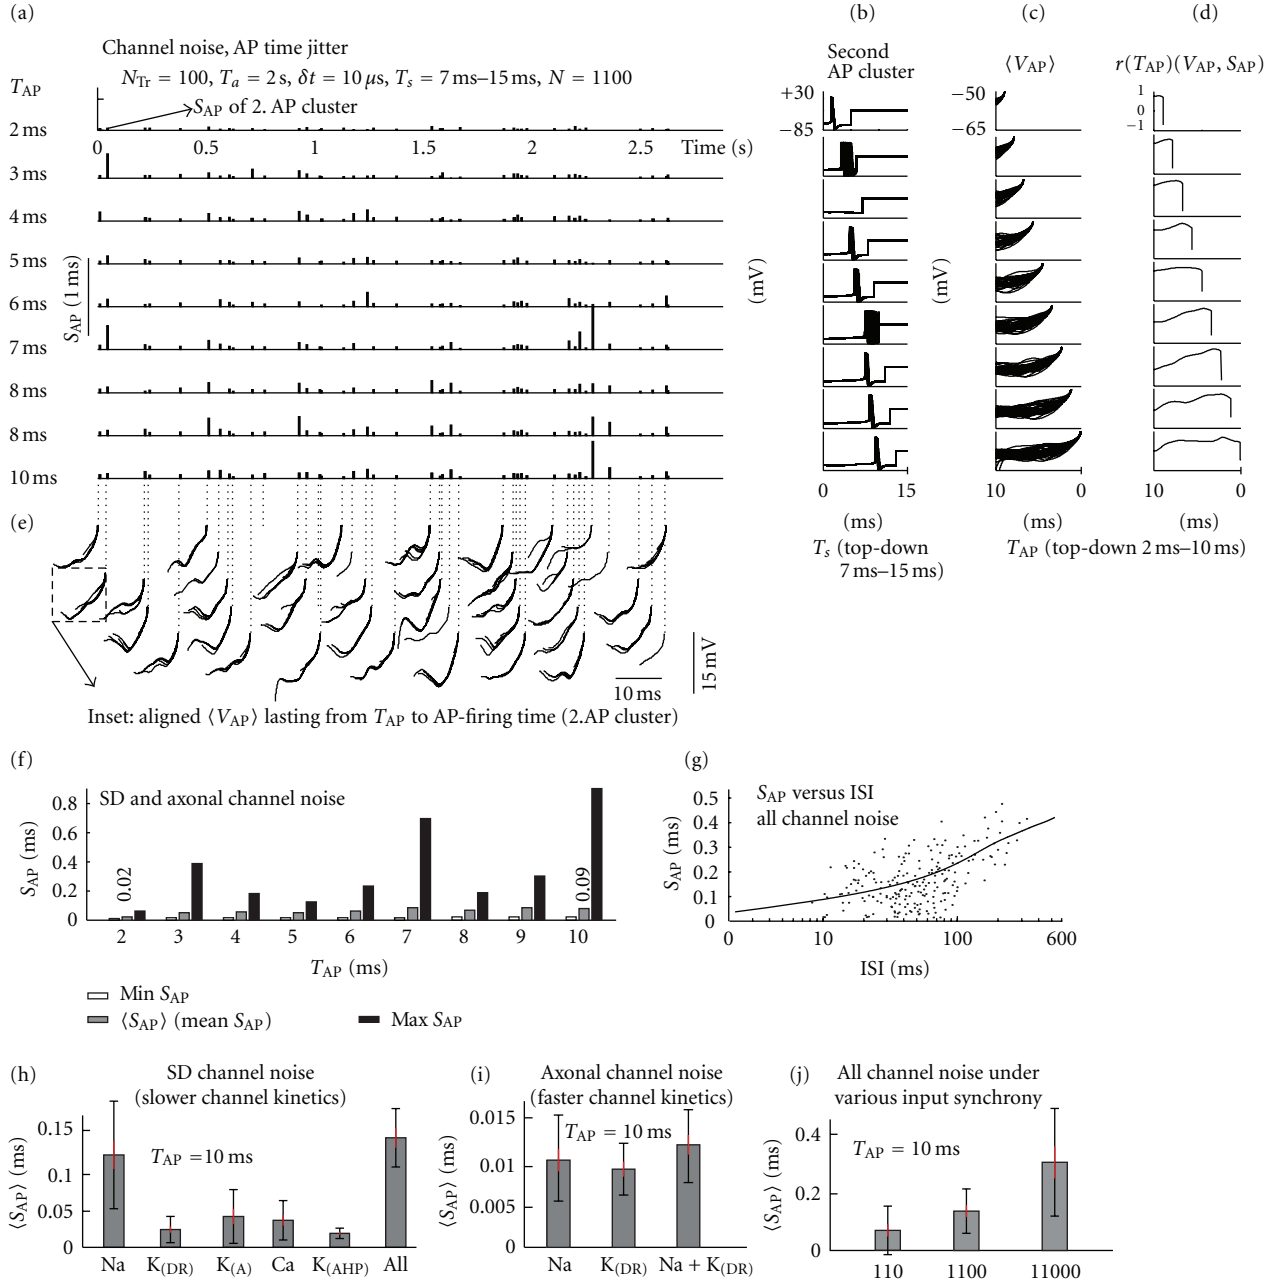 (a)
Channel noise, AP time jitter
N_Tr = 100, T_a = 2 s, δt = 10 μs, T_s = 7 ms–15 ms, N = 1100
T_AP
S_AP of 2. AP cluster
2 ms
0 0.5 1 1.5 2 2.5 Time (s)
3 ms
4 ms
5 ms
6 ms
7 ms
8 ms
8 ms
10 ms
S_AP (1 ms)
(b)
Second
AP cluster
+30
−85
(mV)
0 15
(ms)
T_s (top-down
7 ms–15 ms)
(c)
⟨V_AP⟩
−50
−65
(mV)
10 0
(ms)
(d)
r(T_AP)(V_AP, S_AP)
1
0
−1
10 0
(ms)
T_AP (top-down 2 ms–10 ms)
(e)
10 ms
15 mV
Inset: aligned ⟨V_AP⟩ lasting from T_AP to AP-firing time (2.AP cluster)
(f)
SD and axonal channel noise
S_AP (ms)
0.8
0.6
0.4
0.2
0
0.02
0.09
2 3 4 5 6 7 8 9 10
T_AP (ms)
Min S_AP
⟨S_AP⟩ (mean S_AP)
Max S_AP
(g)
S_AP versus ISI
all channel noise
S_AP (ms)
0.5
0.4
0.3
0.2
0.1
0
0 10 100 600
ISI (ms)
(h)
SD channel noise
(slower channel kinetics)
T_AP = 10 ms
⟨S_AP⟩ (ms)
0.15
0.1
0.05
0
Na K_(DR) K_(A) Ca K_(AHP) All
(i)
Axonal channel noise
(faster channel kinetics)
T_AP = 10 ms
⟨S_AP⟩ (ms)
0.015
0.01
0.005
0
Na K_(DR) Na + K_(DR)
(j)
All channel noise under
various input synchrony
T_AP = 10 ms
⟨S_AP⟩ (ms)
0.4
0.2
0
110 1100 11000